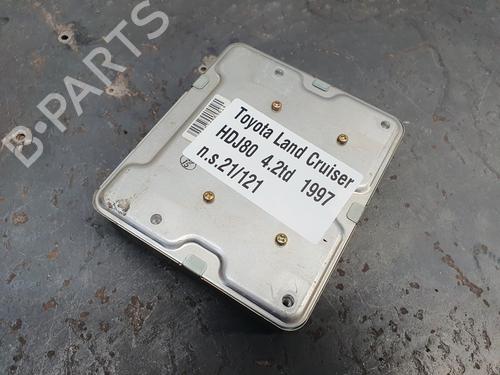 B-PARTS
Toyota Land Cruiser
HDJ80 4.2td 1997
n.s.21/121